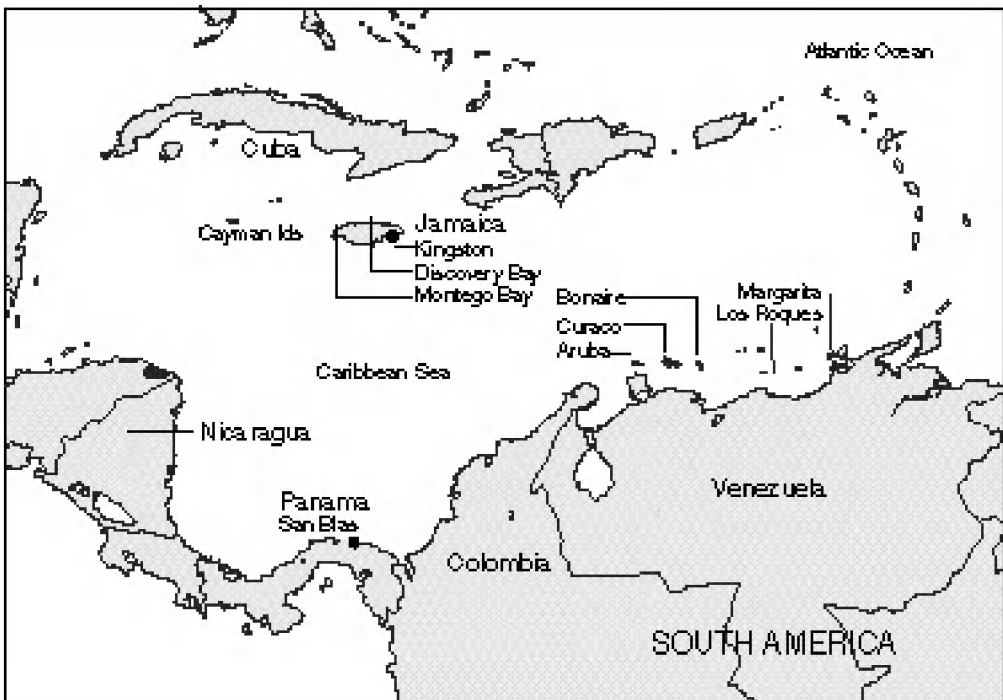 Atlantic Ocean
Cuba
Cayman Ids
Jamaica
Kingston
Discovery Bay
Montego Bay
Bonaire
Curaco
Aruba
Margarita
Los Roques
Caribbean Sea
Nicaragua
Panama
San Blas
Venezuela
Colombia
SOUTH AMERICA